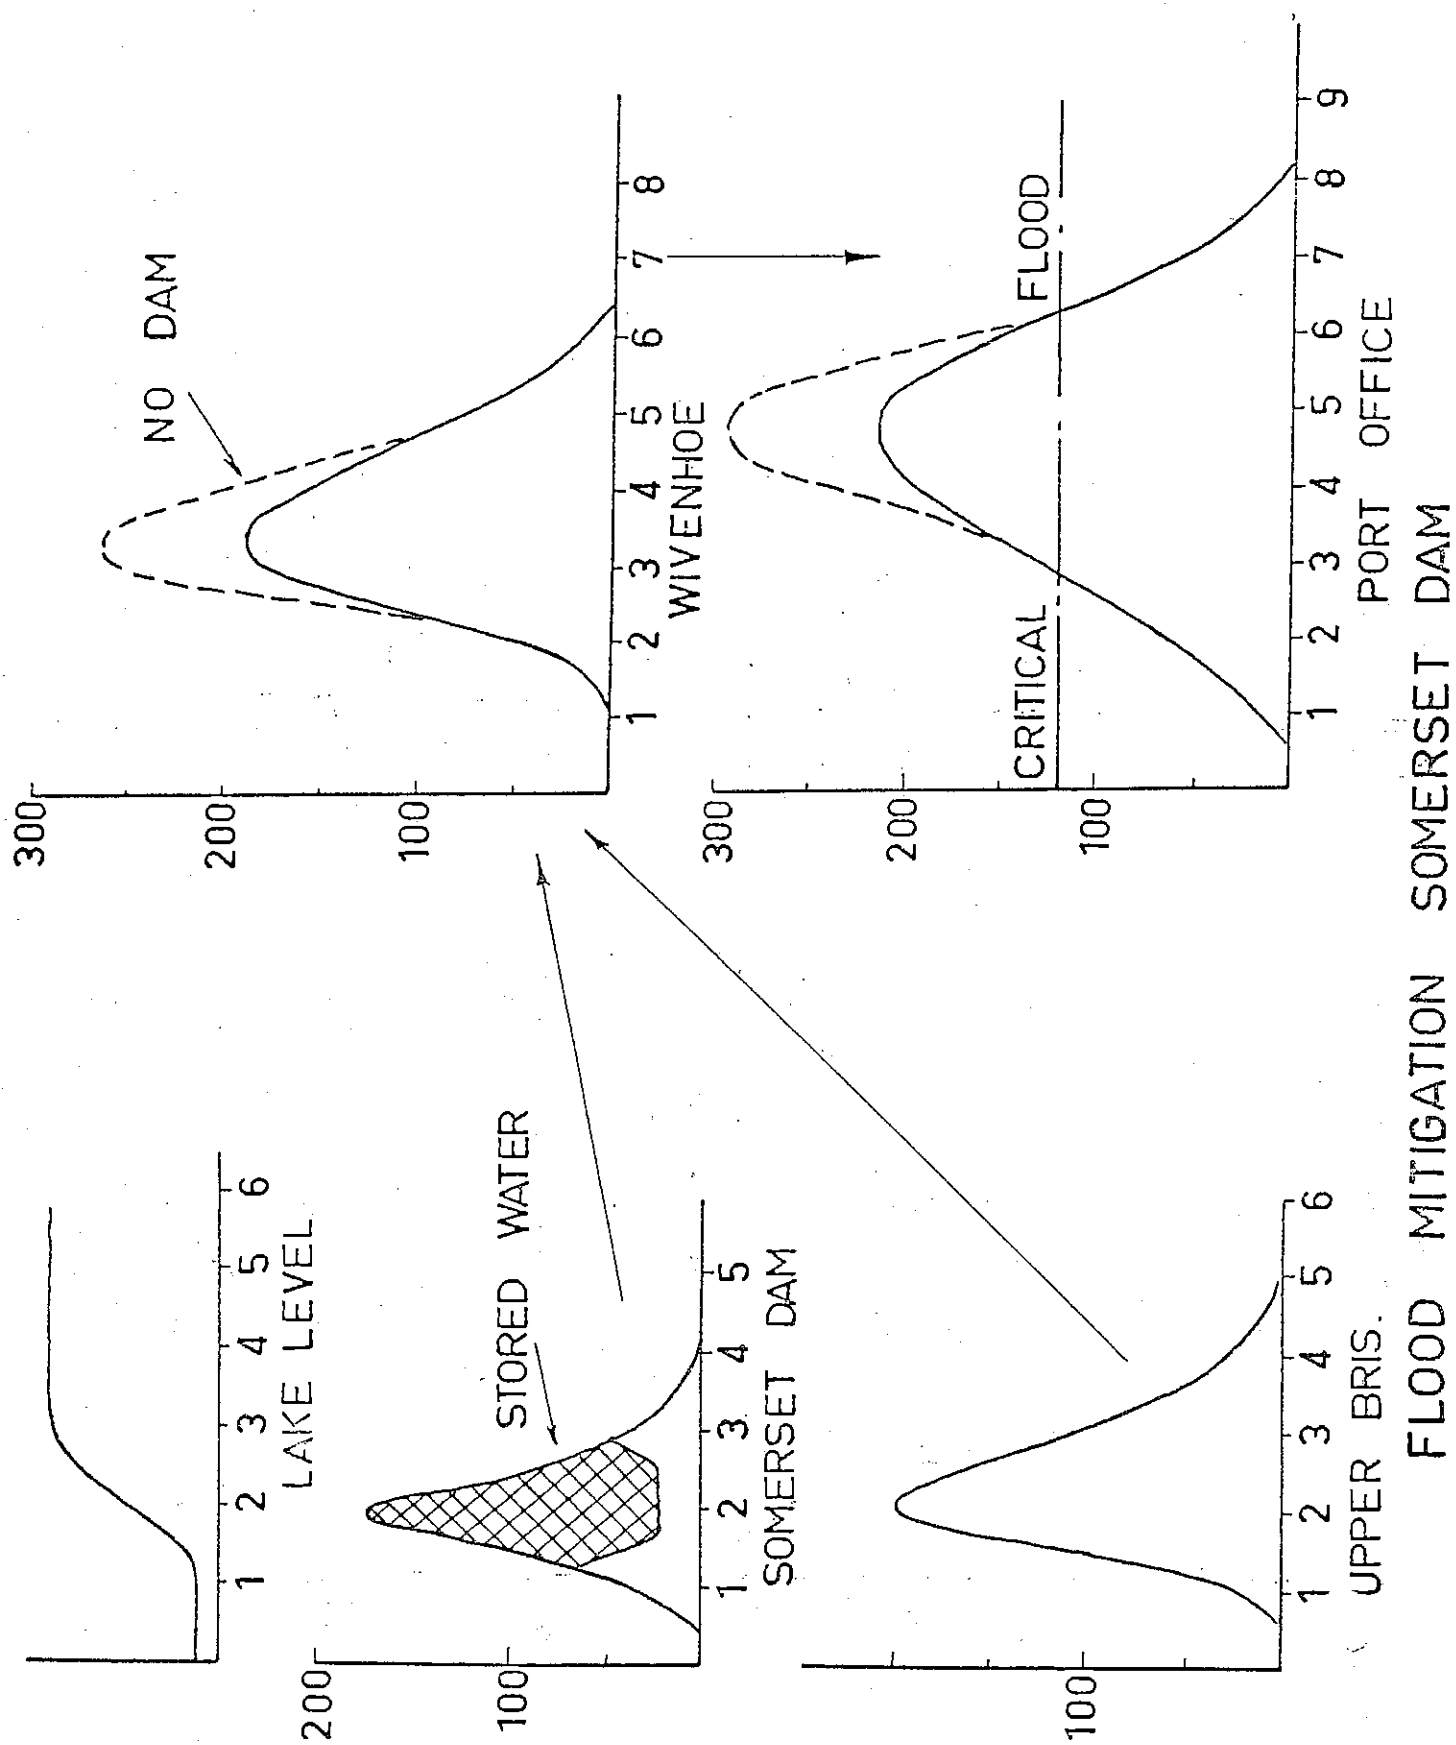 LAKE LEVEL
1 2 3 4 5 6
200
100
STORED WATER
1 2 3 4 5
SOMERSET DAM
100
1 2 3 4 5 6
UPPER BRIS.
300
200
100
NO DAM
1 2 3 4 5 6 7 8
WIVENHOE
300
200
100
CRITICAL FLOOD
1 2 3 4 5 6 7 8 9
PORT OFFICE
FLOOD MITIGATION SOMERSET DAM